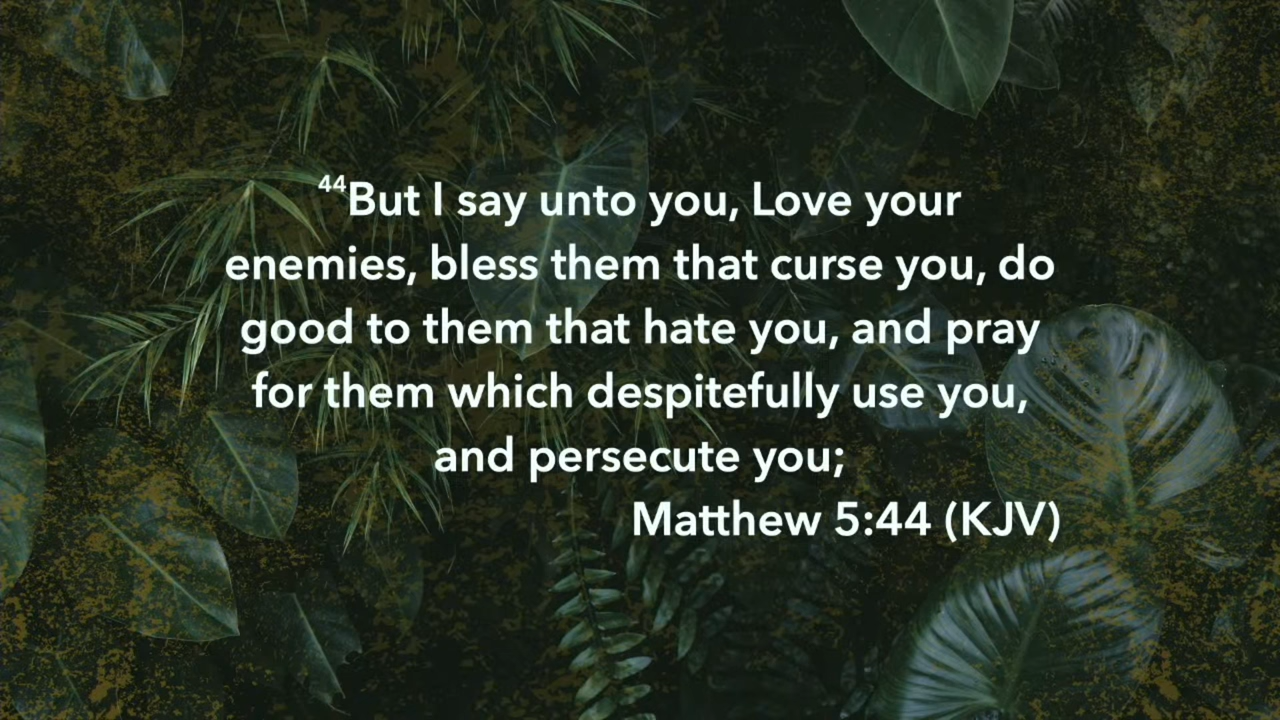 44But I say unto you, Love your
enemies, bless them that curse you, do
good to them that hate you, and pray
for them which despitefully use you,
and persecute you;
Matthew 5:44 (KJV)